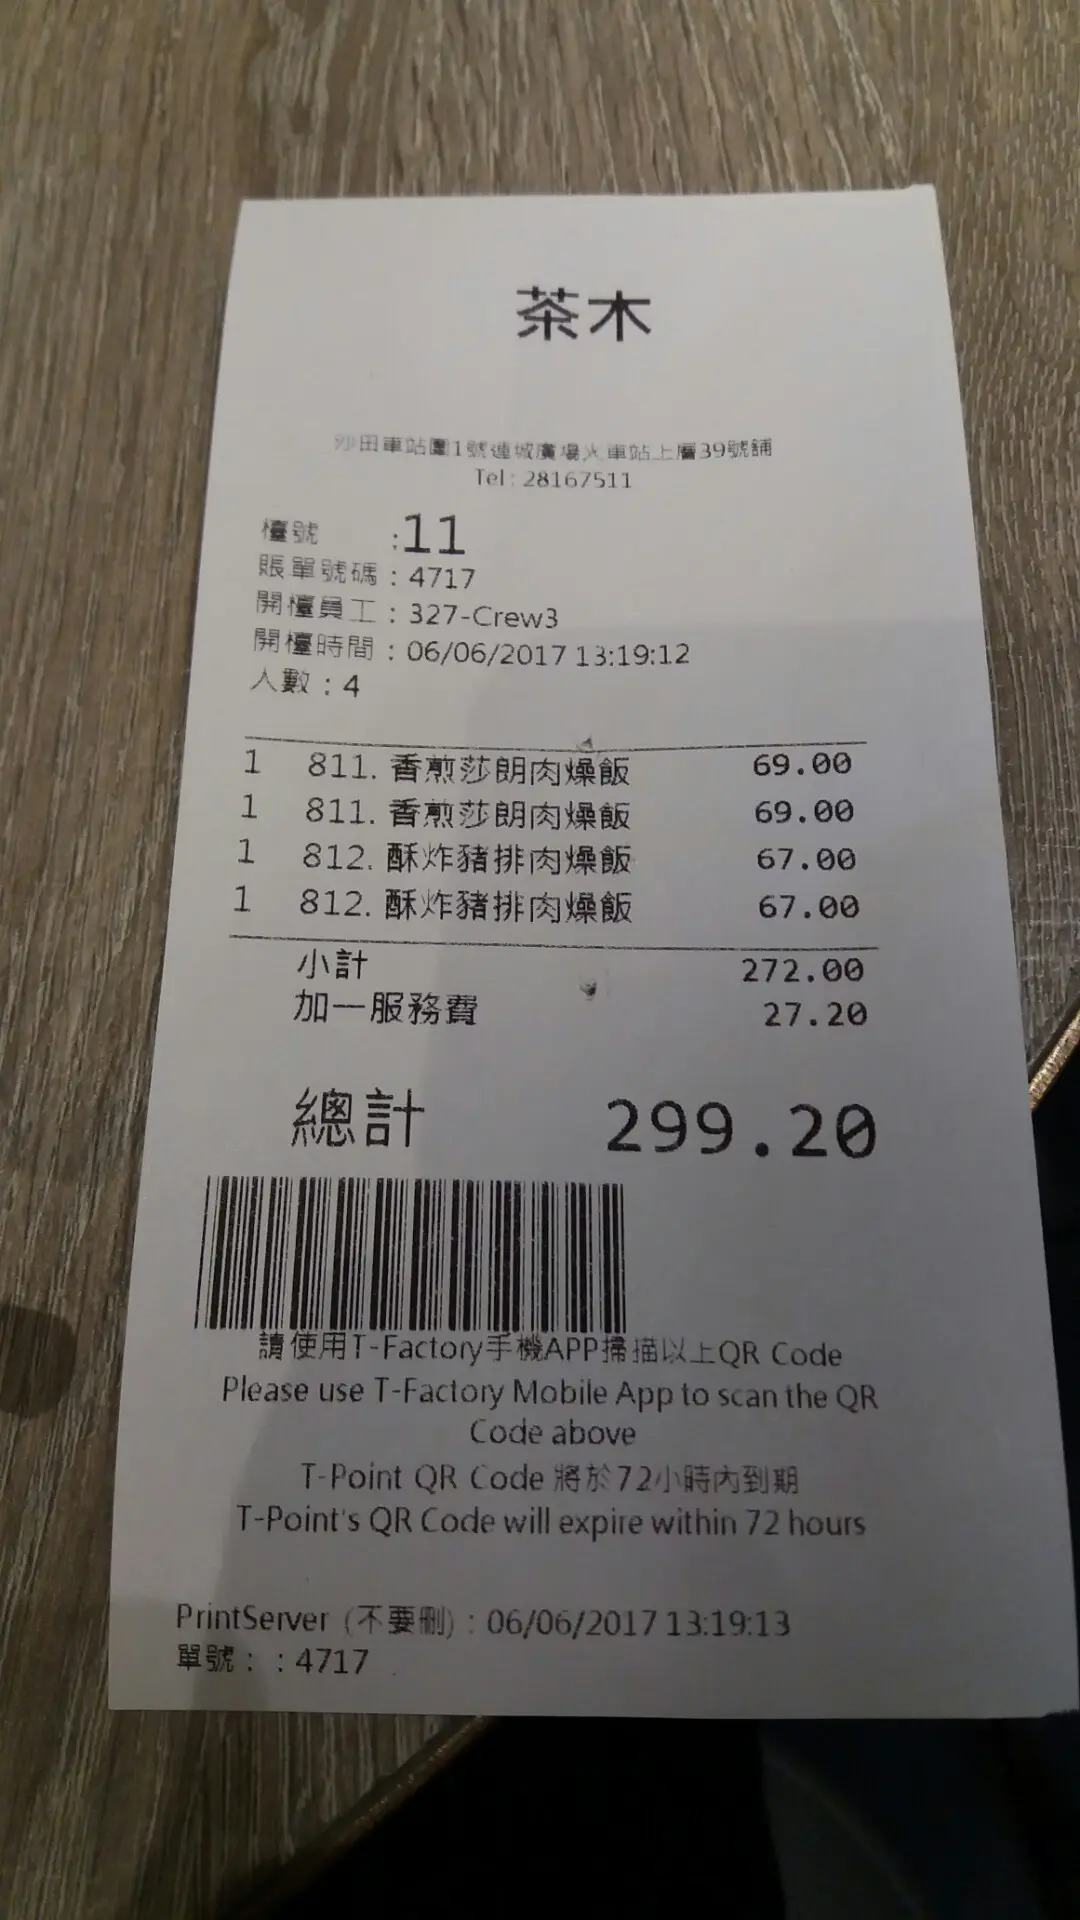 茶木
沙田車站圍1號連城廣場火車站上層39號舖
Tel : 28167511
檯號 :11
賬單號碼 : 4717
開檯員工 : 327-Crew3
開檯時間 : 06/06/2017 13:19:12
人數 : 4
1 811. 香煎莎朗肉燥飯 69.00
1 811. 香煎莎朗肉燥飯 69.00
1 812. 酥炸豬排肉燥飯 67.00
1 812. 酥炸豬排肉燥飯 67.00
小計 272.00
加一服務費 27.20
總計 299.20
請使用T-Factory手機APP掃描以上QR Code
Please use T-Factory Mobile App to scan the QR
Code above
T-Point QR Code 將於72小時內到期
T-Point's QR Code will expire within 72 hours
PrintServer (不要刪) : 06/06/2017 13:19:13
單號 : : 4717